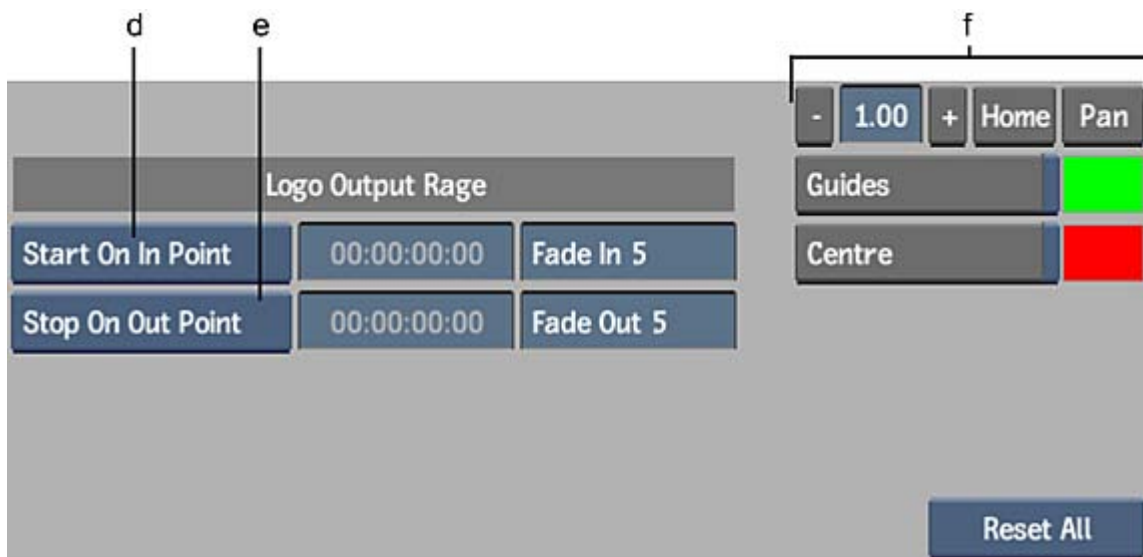 d e f
- 1.00 + Home Pan
Logo Output Rage
Guides
Start On In Point 00:00:00:00 Fade In 5
Centre
Stop On Out Point 00:00:00:00 Fade Out 5
Reset All